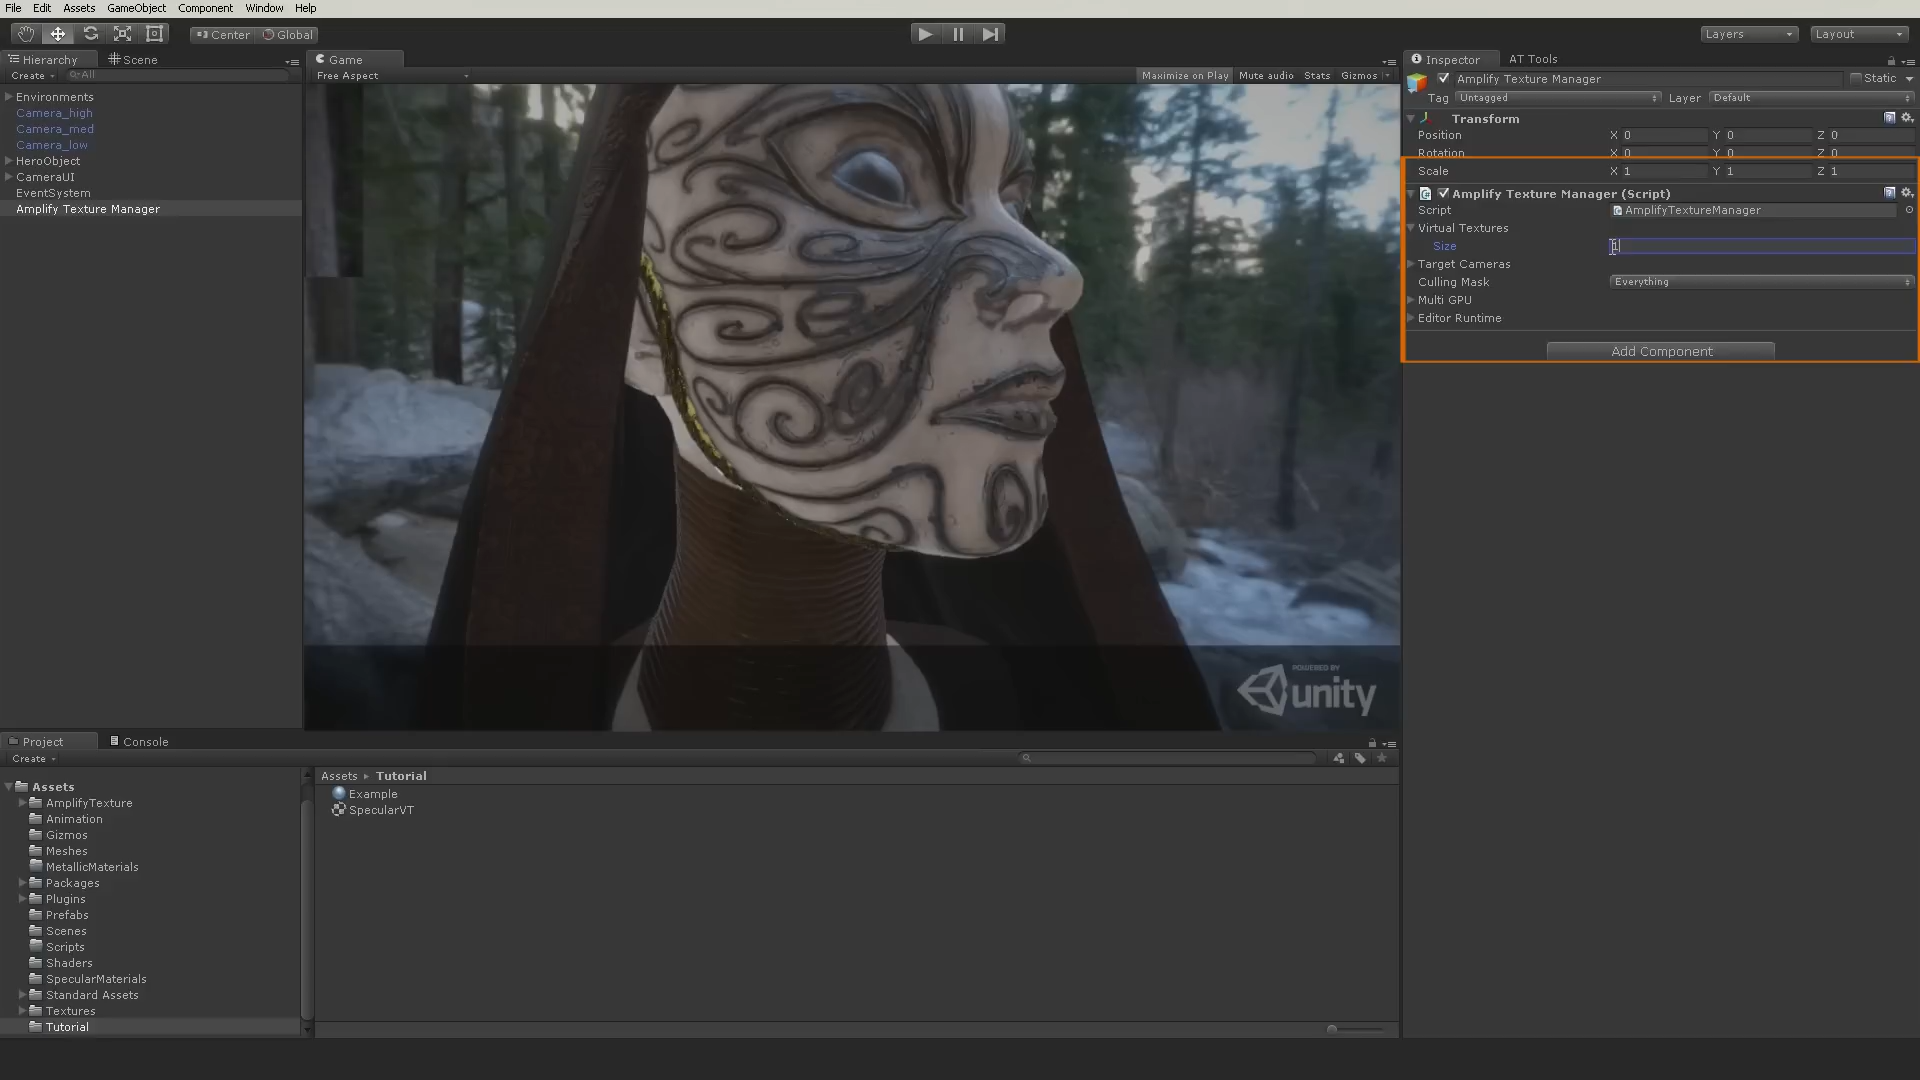 File Edit Assets GameObject Component Window Help
Center Global Layers Layout
Hierarchy Scene Game Inspector AT Tools
Create All Free Aspect Maximize on Play Mute audio Stats Gizmos
Environments
Camera_high
Camera_med
Camera_low
HeroObject
CameraUI
EventSystem
Amplify Texture Manager
Amplify Texture Manager Static
Tag Untagged Layer Default
Transform
Position X 0 Y 0 Z 0
Rotation X 0 Y 0 Z 0
Scale X 1 Y 1 Z 1
Amplify Texture Manager (Script)
Script AmplifyTextureManager
Virtual Textures
Size
Target Cameras
Culling Mask Everything
Multi GPU
Editor Runtime
Add Component
POWERED BY
unity
Project Console
Create
Assets
AmplifyTexture
Animation
Gizmos
Meshes
MetallicMaterials
Packages
Plugins
Prefabs
Scenes
Scripts
Shaders
SpecularMaterials
Standard Assets
Textures
Tutorial
Assets Tutorial
Example
SpecularVT